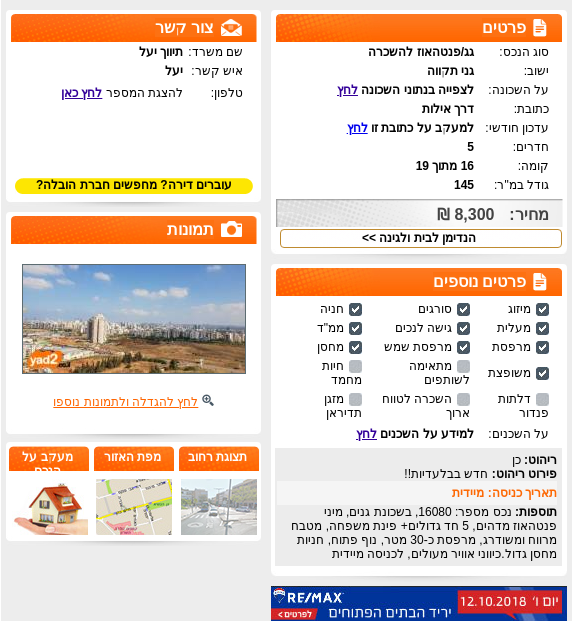 פרטים
סוג הנכס: גג/פנטהאוז להשכרה
ישוב: גני תקווה
על השכונה: לצפייה בנתוני השכונה לחץ
כתובת: דרך אילות
עדכון חודשי: למעקב על כתובת זו לחץ
חדרים: 5
קומה: 16 מתוך 19
גודל במ"ר: 145
מחיר: 8,300 ₪
הנדימן לבית ולגינה >>
פרטים נוספים
מיזוג סורגים חניה
מעלית גישה לנכים ממ"ד
מרפסת מרפסת שמש מחסן
משופצת מתאימה לשותפים חיות מחמד
דלתות פנדור השכרה לטווח ארוך מזגן תדיראן
על השכנים: למידע על השכנים לחץ
ריהוט: כן
פירוט ריהוט: חדש בבלעדיות!!
תאריך כניסה: מיידית
תוספות: נכס מספר: 16080, בשכונת גנים, מיני
פנטהאוז מדהים, 5 חד גדולים+ פינת משפחה, מטבח
מרווח ומשודרג, מרפסת כ-30 מטר, נוף פתוח, חניות
מחסן גדול.כיווני אוויר מעולים, לכניסה מיידית
RE/MAX
יום ו' 12.10.2018
יריד הבתים הפתוחים
לפרטים >
צור קשר
שם משרד: תיווך יעל
איש קשר: יעל
טלפון: להצגת המספר לחץ כאן
עוברים דירה? מחפשים חברת הובלה?
תמונות
yad2
לחץ להגדלה ולתמונות נוספו
תצוגת רחוב
מפת האזור
מעקב על
הנכס